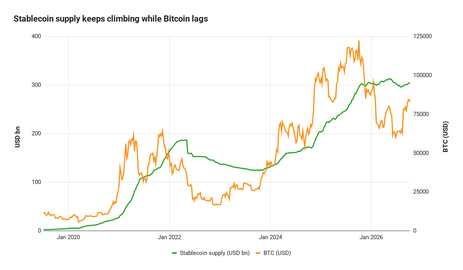 Stablecoin supply keeps climbing while Bitcoin lags
400
125000
300
100000
200
75000
50000
100
25000
0
0
USD bn
BTC (USD)
Jan 2020
Jan 2022
Jan 2024
Jan 2026
Stablecoin supply (USD bn)
BTC (USD)